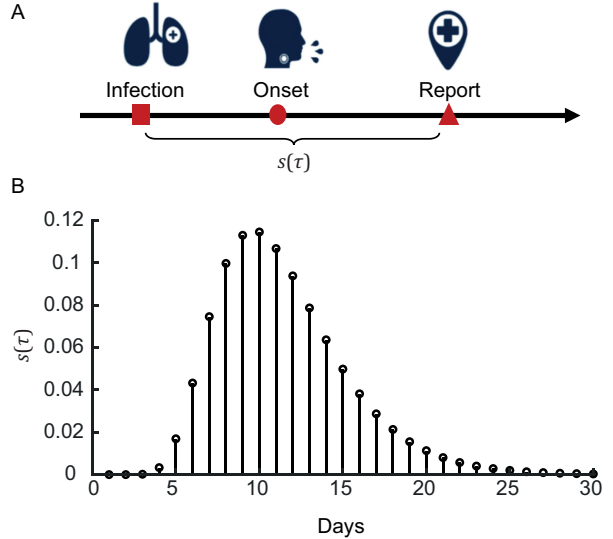 A
Infection Onset Report
s(τ)
B
0.12
0.1
0.08
0.06
0.04
0.02
0
s(τ)
0 5 10 15 20 25 30
Days